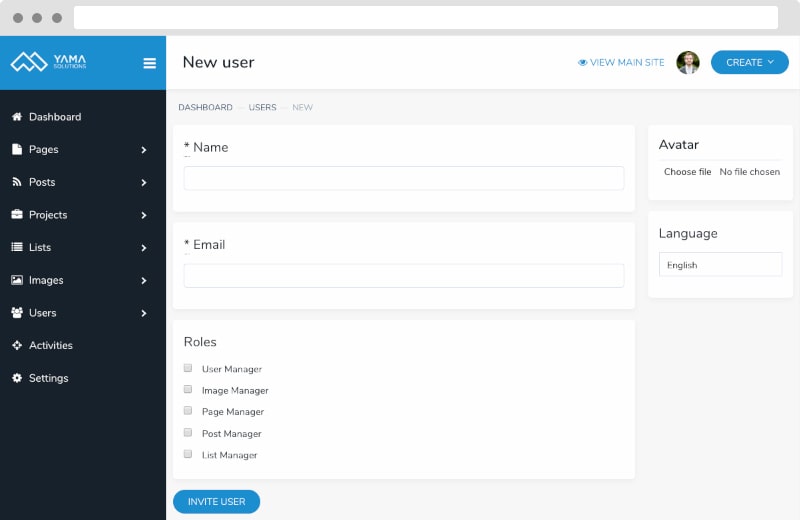 YAMA
SOLUTIONS
New user
VIEW MAIN SITE
CREATE
Dashboard
Pages
Posts
Projects
Lists
Images
Users
Activities
Settings
DASHBOARD — USERS — NEW
* Name
* Email
Roles
User Manager
Image Manager
Page Manager
Post Manager
List Manager
INVITE USER
Avatar
Choose file No file chosen
Language
English